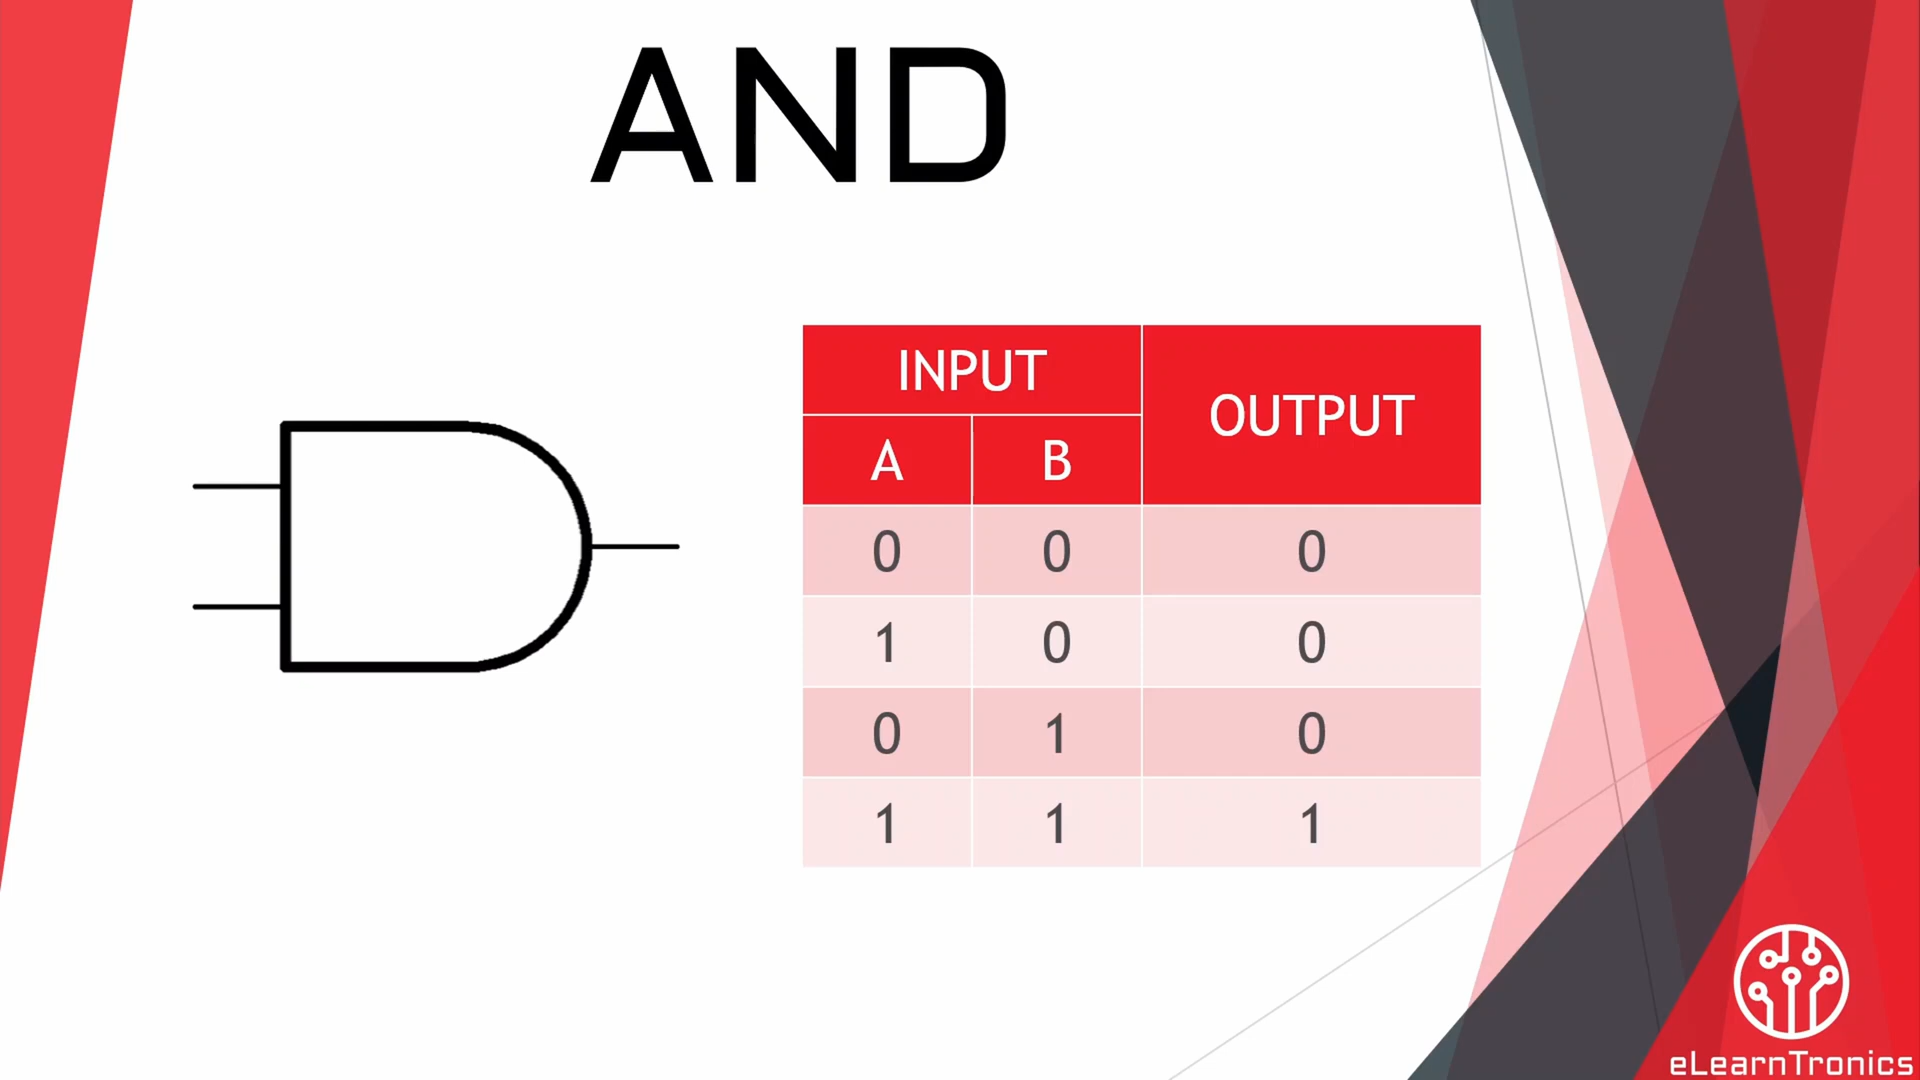 AND
INPUT OUTPUT
A B
0 0 0
1 0 0
0 1 0
1 1 1
eLearnTronics